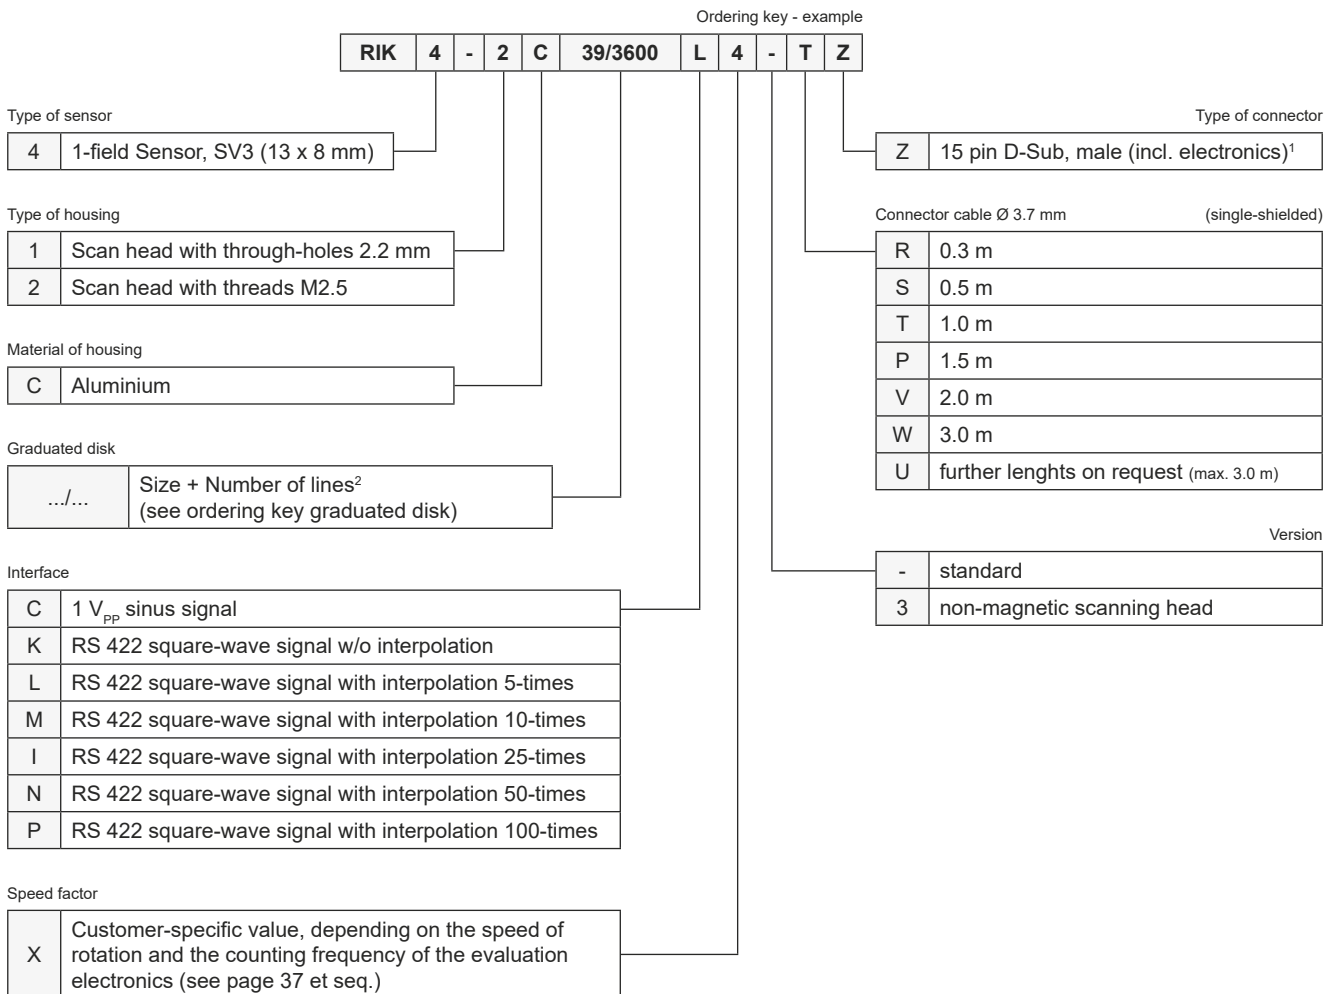 Ordering key - example
RIK 4 - 2 C 39/3600 L 4 - T Z
Type of sensor
4 1-field Sensor, SV3 (13 x 8 mm)
Type of housing
1 Scan head with through-holes 2.2 mm
2 Scan head with threads M2.5
Material of housing
C Aluminium
Graduated disk
.../... Size + Number of lines²
(see ordering key graduated disk)
Interface
C 1 VPP sinus signal
K RS 422 square-wave signal w/o interpolation
L RS 422 square-wave signal with interpolation 5-times
M RS 422 square-wave signal with interpolation 10-times
I RS 422 square-wave signal with interpolation 25-times
N RS 422 square-wave signal with interpolation 50-times
P RS 422 square-wave signal with interpolation 100-times
Speed factor
X Customer-specific value, depending on the speed of
rotation and the counting frequency of the evaluation
electronics (see page 37 et seq.)
Type of connector
Z 15 pin D-Sub, male (incl. electronics)¹
Connector cable Ø 3.7 mm (single-shielded)
R 0.3 m
S 0.5 m
T 1.0 m
P 1.5 m
V 2.0 m
W 3.0 m
U further lenghts on request (max. 3.0 m)
Version
- standard
3 non-magnetic scanning head